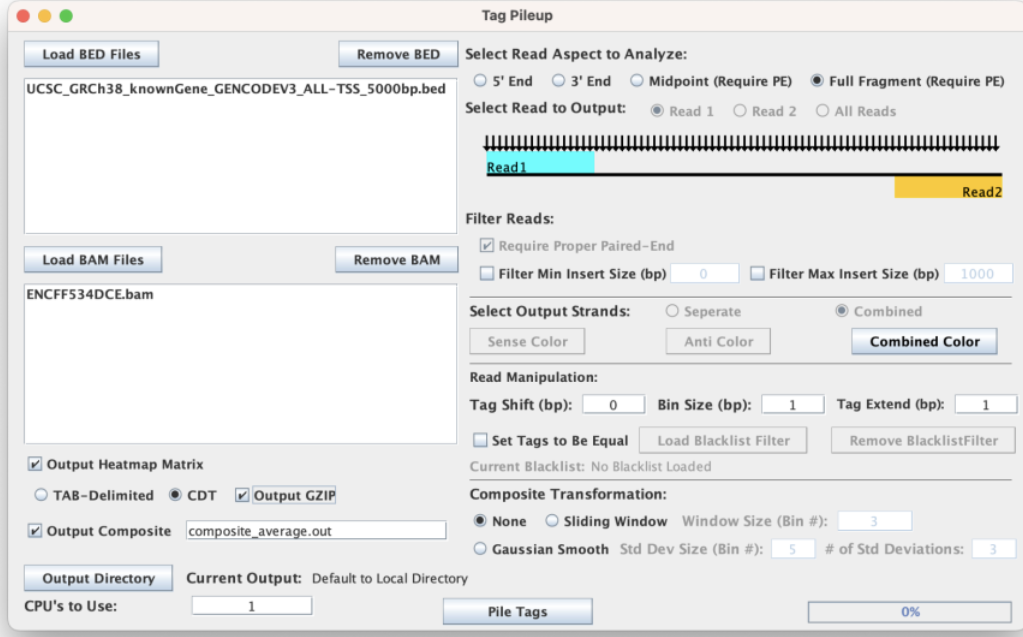 Tag Pileup
Load BED Files Remove BED
UCSC_GRCh38_knownGene_GENCODEV3_ALL-TSS_5000bp.bed
Load BAM Files Remove BAM
ENCFF534DCE.bam
Output Heatmap Matrix
TAB-Delimited CDT Output GZIP
Output Composite composite_average.out
Output Directory Current Output: Default to Local Directory
CPU's to Use: 1
Select Read Aspect to Analyze:
5' End 3' End Midpoint (Require PE) Full Fragment (Require PE)
Select Read to Output: Read 1 Read 2 All Reads
Read1
Read2
Filter Reads:
Require Proper Paired-End
Filter Min Insert Size (bp) 0 Filter Max Insert Size (bp) 1000
Select Output Strands: Seperate Combined
Sense Color Anti Color Combined Color
Read Manipulation:
Tag Shift (bp): 0 Bin Size (bp): 1 Tag Extend (bp): 1
Set Tags to Be Equal Load Blacklist Filter Remove BlacklistFilter
Current Blacklist: No Blacklist Loaded
Composite Transformation:
None Sliding Window Window Size (Bin #): 3
Gaussian Smooth Std Dev Size (Bin #): 5 # of Std Deviations: 3
Pile Tags 0%